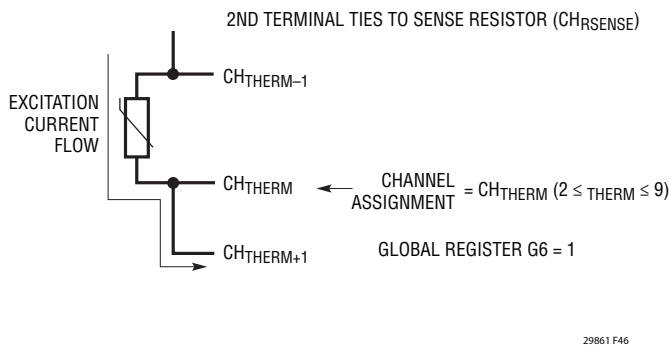 2ND TERMINAL TIES TO SENSE RESISTOR (CHRSENSE)
CHTHERM–1
EXCITATION
CURRENT
FLOW
CHTHERM
CHANNEL
ASSIGNMENT
= CHTHERM (2 ≤ THERM ≤ 9)
CHTHERM+1
GLOBAL REGISTER G6 = 1
29861 F46